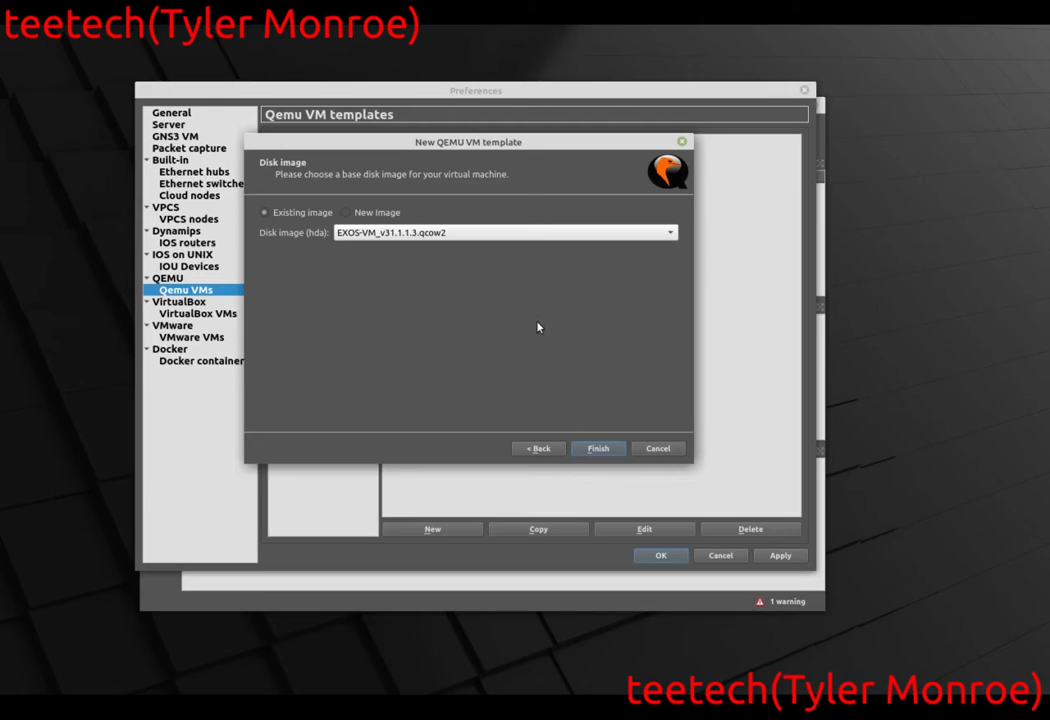 teetech(Tyler Monroe)
Preferences
General
Server
GNS3 VM
Packet capture
Built-in
Ethernet hubs
Ethernet switche
Cloud nodes
VPCS
VPCS nodes
Dynamips
IOS routers
IOS on UNIX
IOU Devices
QEMU
Qemu VMs
VirtualBox
VirtualBox VMs
VMware
VMware VMs
Docker
Docker container
Qemu VM templates
New QEMU VM template
Disk image
Please choose a base disk image for your virtual machine.
Existing image New Image
Disk image (hda): EXOS-VM_v31.1.1.3.qcow2
< Back Finish Cancel
New Copy Edit Delete
OK Cancel Apply
1 warning
teetech(Tyler Monroe)